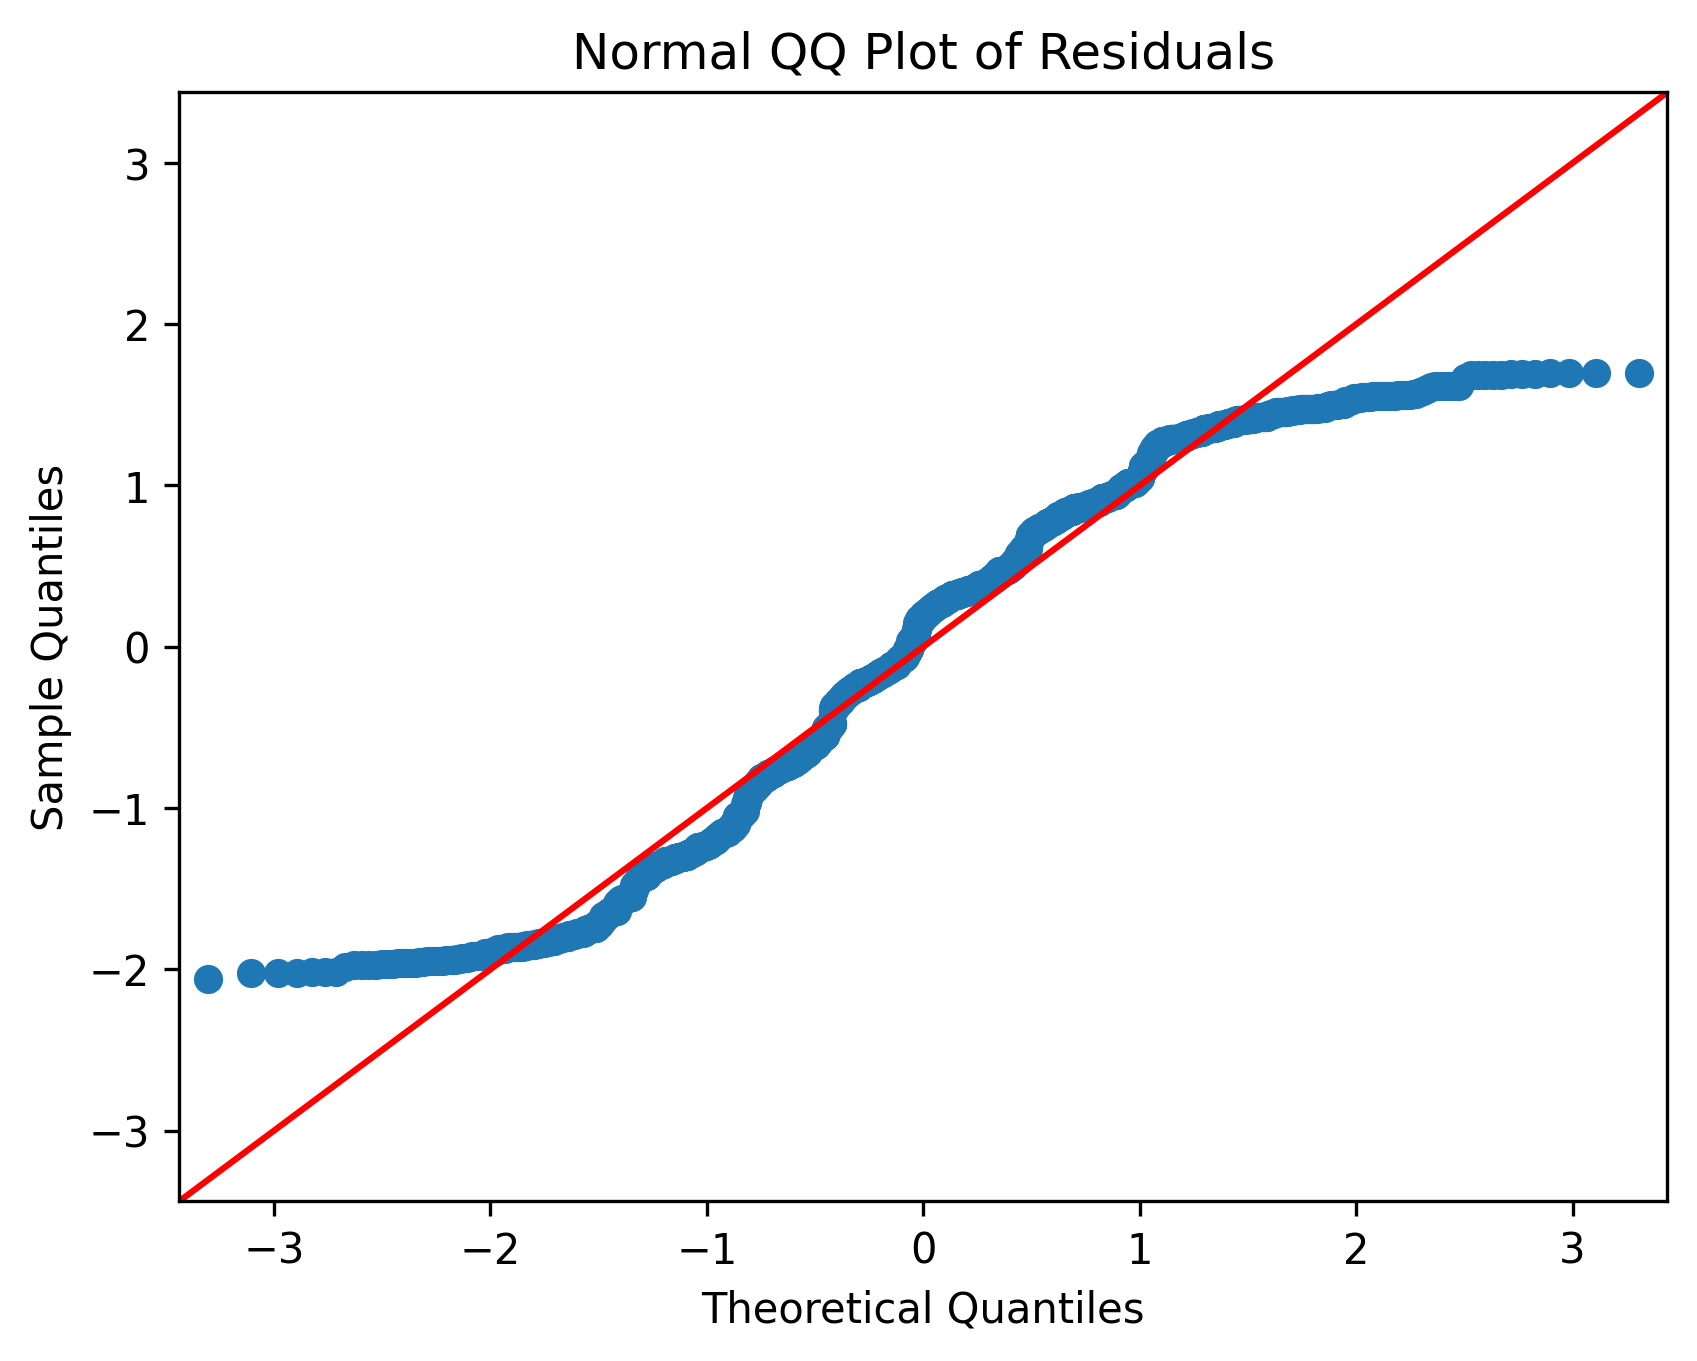 Normal QQ Plot of Residuals
3
2
1
0
−1
−2
−3
Sample Quantiles
−3 −2 −1 0 1 2 3
Theoretical Quantiles